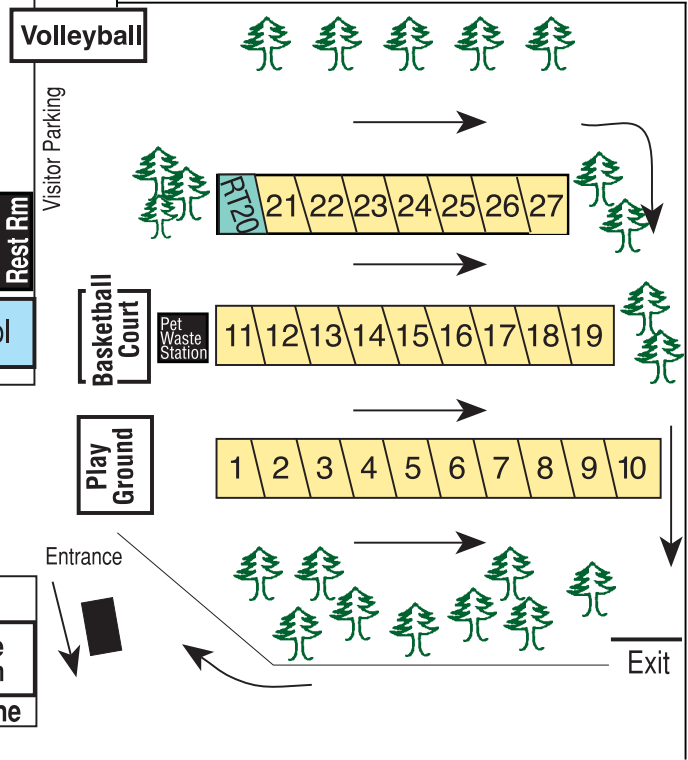 Volleyball
Visitor Parking
Rest Rm
RT20 21 22 23 24 25 26 27
Basketball
Court
Pet
Waste
Station
11 12 13 14 15 16 17 18 19
Play
Ground
1 2 3 4 5 6 7 8 9 10
Entrance
Exit